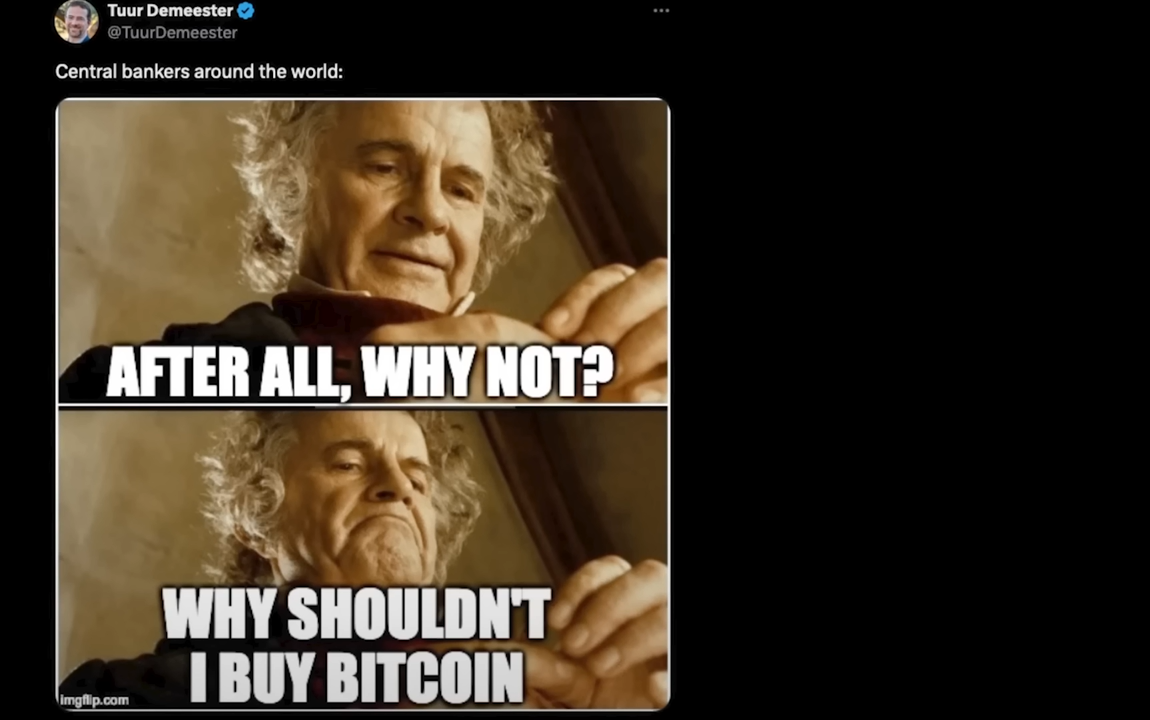 Tuur Demeester
@TuurDemeester
Central bankers around the world:
AFTER ALL, WHY NOT?
WHY SHOULDN'T
I BUY BITCOIN
imgflip.com